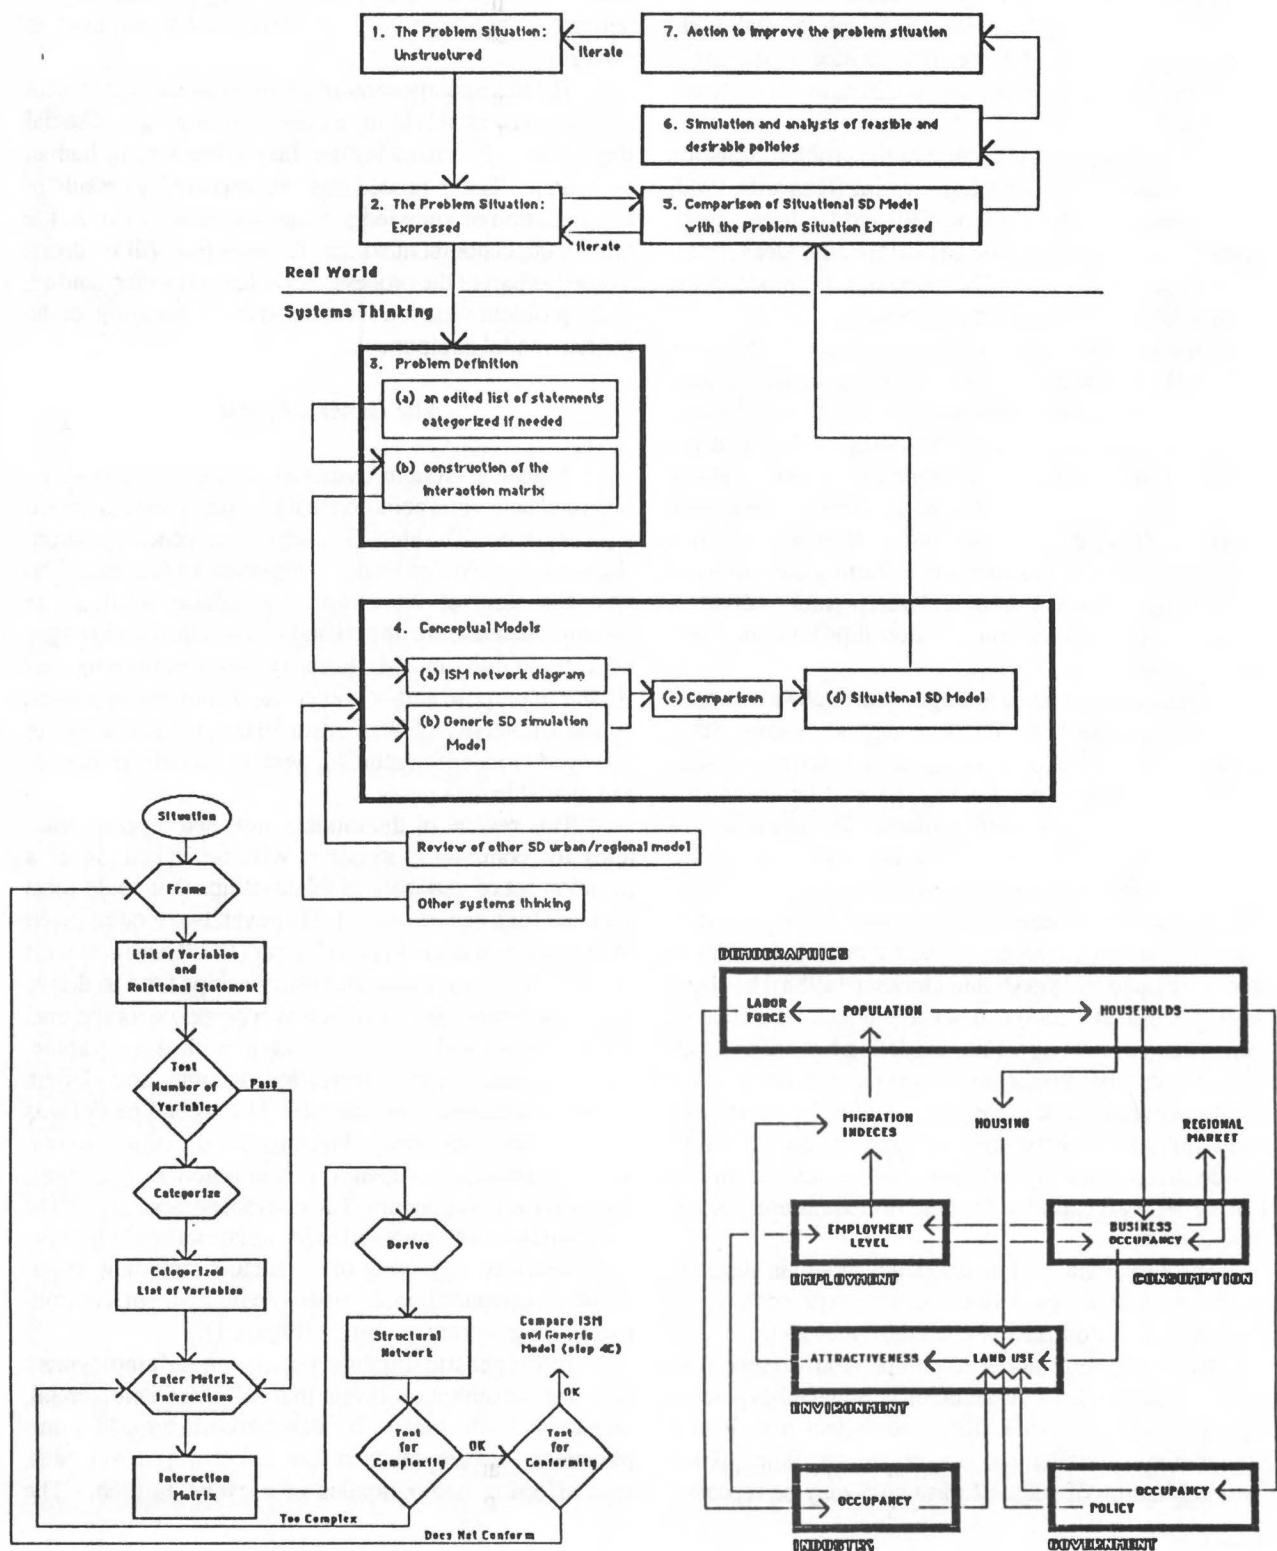 1. The Problem Situation:
Unstructured
7. Action to improve the problem situation
Iterate
6. Simulation and analysis of feasible and
desirable policies
2. The Problem Situation:
Expressed
5. Comparison of Situational SD Model
with the Problem Situation Expressed
Iterate
Real World
Systems Thinking
3. Problem Definition
(a) an edited list of statements
categorized if needed
(b) construction of the
interaction matrix
4. Conceptual Models
(a) ISM network diagram
(b) Generic SD simulation
Model
(c) Comparison
(d) Situational SD Model
Review of other SD urban/regional model
Other systems thinking
Situation
Frame
List of Variables
and
Relational Statement
Test
Number of
Variables
Pass
Categorize
Categorized
List of Variables
Enter Matrix
Interactions
Interaction
Matrix
Derive
Structural
Network
Compare ISM
and Generic
Model (step 4C)
OK
Test
for
Complexity
OK
Test
for
Conformity
Too Complex
Does Not Conform
DEMOGRAPHICS
LABOR
FORCE
POPULATION
HOUSEHOLDS
MIGRATION
INDECES
HOUSING
REGIONAL
MARKET
EMPLOYMENT
LEVEL
BUSINESS
OCCUPANCY
EMPLOYMENT
CONSUMPTION
ATTRACTIVENESS
LAND USE
ENVIRONMENT
OCCUPANCY
OCCUPANCY
POLICY
INDUSTRY
GOVERNMENT